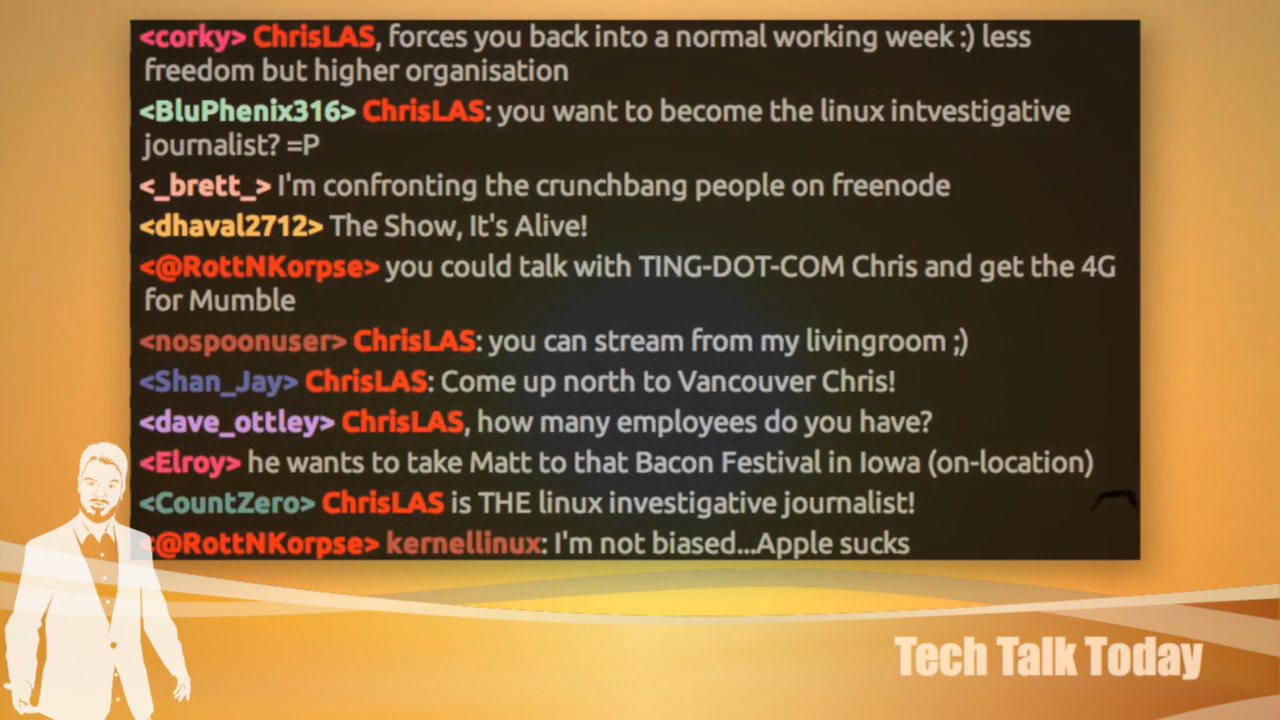 <corky> ChrisLAS, forces you back into a normal working week :) less
freedom but higher organisation
<BluPhenix316> ChrisLAS: you want to become the linux intvestigative
journalist? =P
<_brett_> I'm confronting the crunchbang people on freenode
<dhaval2712> The Show, It's Alive!
<@RottNKorpse> you could talk with TING-DOT-COM Chris and get the 4G
for Mumble
<nospoonuser> ChrisLAS: you can stream from my livingroom ;)
<Shan_Jay> ChrisLAS: Come up north to Vancouver Chris!
<dave_ottley> ChrisLAS, how many employees do you have?
<Elroy> he wants to take Matt to that Bacon Festival in Iowa (on-location)
<CountZero> ChrisLAS is THE linux investigative journalist!
<@RottNKorpse> kernellinux: I'm not biased...Apple sucks
Tech Talk Today